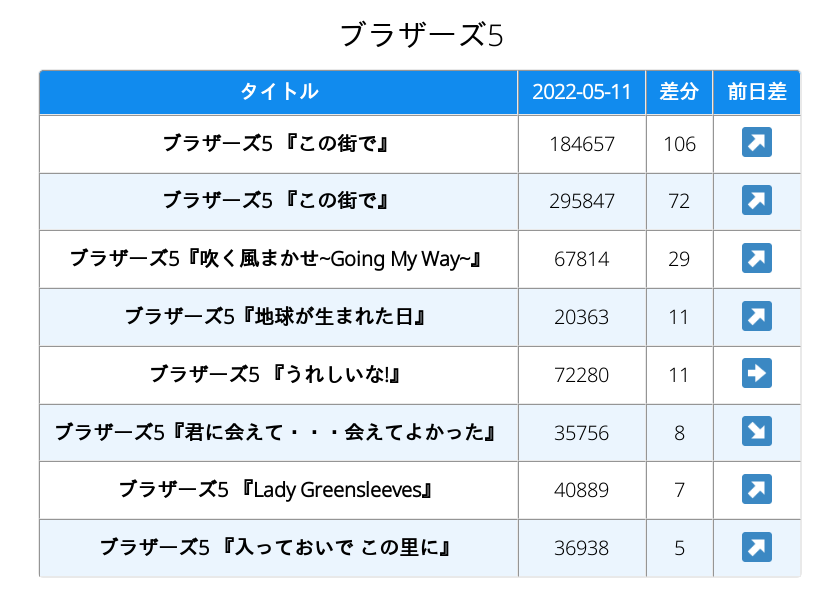 ブラザーズ5
タイトル 2022-05-11 差分 前日差
ブラザーズ5 『この街で』 184657 106 ↗
ブラザーズ5 『この街で』 295847 72 ↗
ブラザーズ5『吹く風まかせ~Going My Way~』 67814 29 ↗
ブラザーズ5『地球が生まれた日』 20363 11 ↗
ブラザーズ5 『うれしいな!』 72280 11 ➡
ブラザーズ5『君に会えて・・・会えてよかった』 35756 8 ↘
ブラザーズ5 『Lady Greensleeves』 40889 7 ↗
ブラザーズ5 『入っておいで この里に』 36938 5 ↗